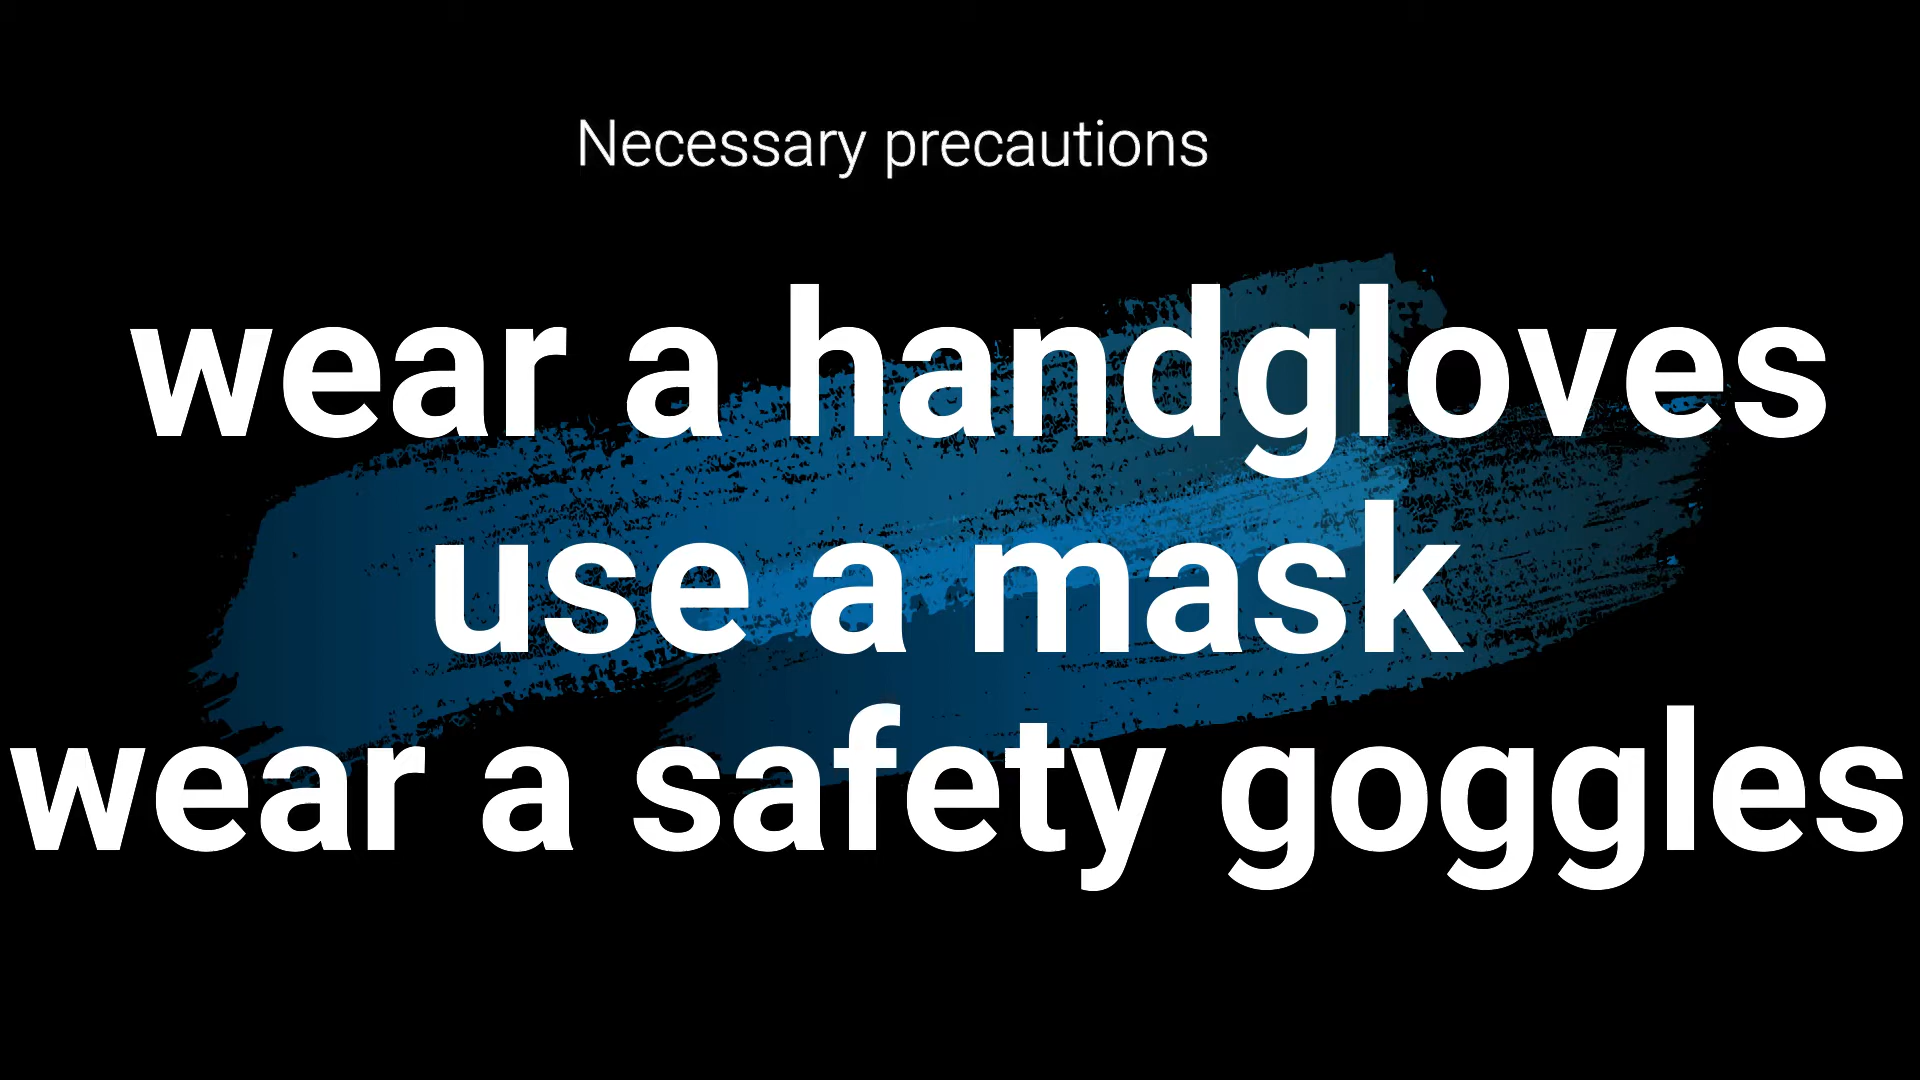 Necessary precautions
wear a handgloves
use a mask
wear a safety goggles